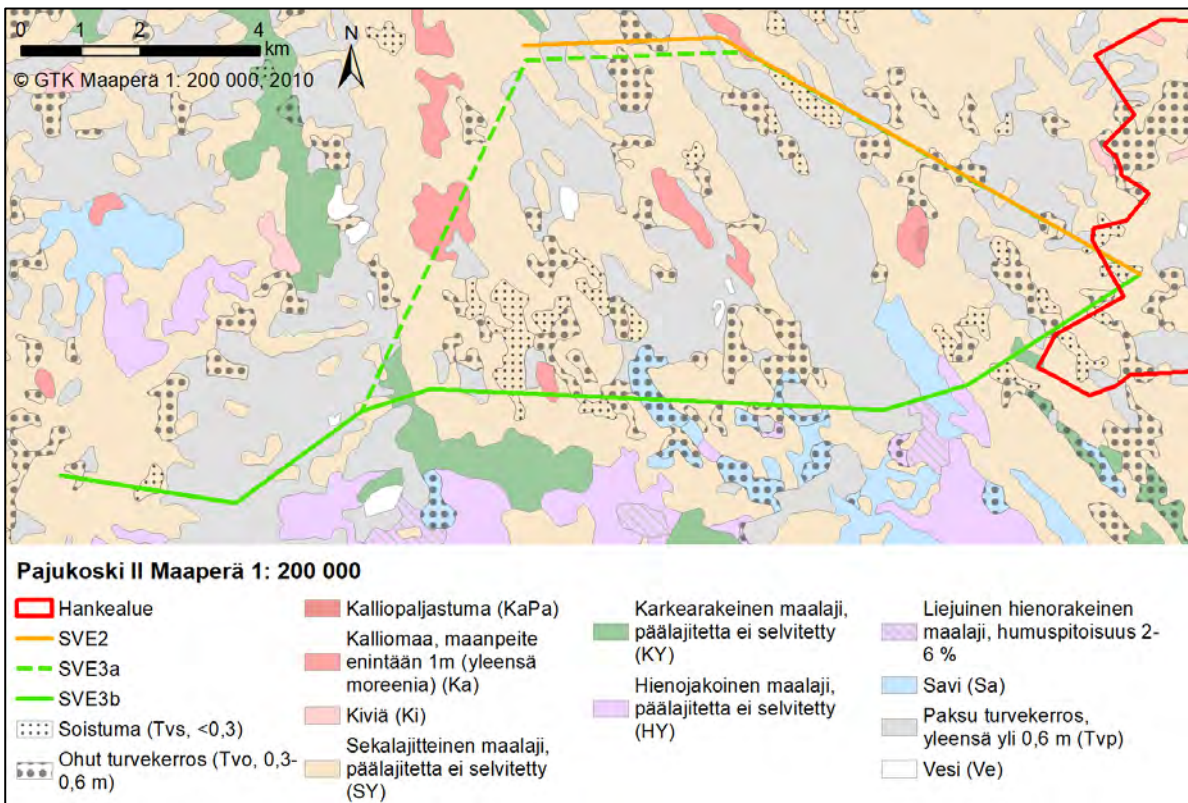 0 1 2 4
km
N
© GTK Maaperä 1: 200 000, 2010
Pajukoski II Maaperä 1: 200 000
Hankealue
SVE2
SVE3a
SVE3b
Soistuma (Tvs, <0,3)
Ohut turvekerros (Tvo, 0,3-
0,6 m)
Kalliopaljastuma (KaPa)
Kalliomaa, maanpeite
enintään 1m (yleensä
moreenia) (Ka)
Kiviä (Ki)
Sekalajitteinen maalaji,
päälajitetta ei selvitetty
(SY)
Karkearakeinen maalaji,
päälajitetta ei selvitetty
(KY)
Hienojakoinen maalaji,
päälajitetta ei selvitetty
(HY)
Liejuinen hienorakeinen
maalaji, humuspitoisuus 2-
6 %
Savi (Sa)
Paksu turvekerros,
yleensä yli 0,6 m (Tvp)
Vesi (Ve)